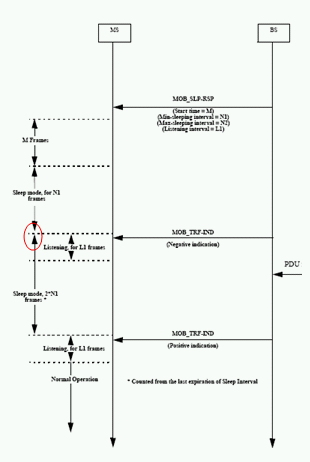 MS
BS
MOB_SLP-RSP
(Start time = M)
(Min-sleeping interval = N1)
(Max-sleeping interval = N2)
(Listening interval = L1)
M Frames
Sleep mode, for N1
frames
MOB_TRF-IND
(Negative indication)
Listening, for L1 frames
PDU
Sleep mode, 2*N1
frames *
MOB_TRF-IND
(Positive indication)
Listening, for L1 frames
Normal Operation
* Counted from the last expiration of Sleep Interval